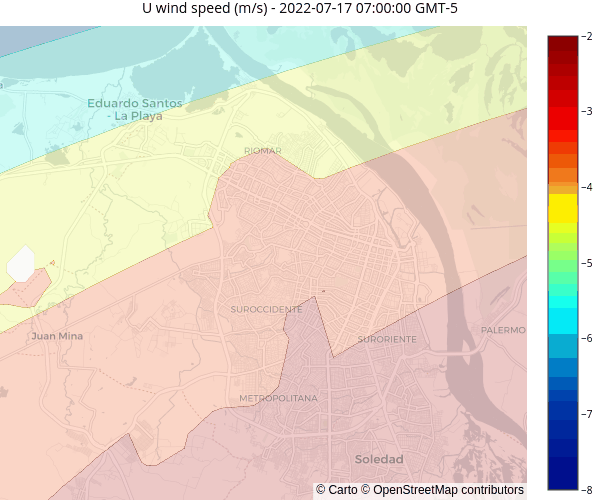 U wind speed (m/s) - 2022-07-17 07:00:00 GMT-5
−2
Eduardo Santos
- La Playa
−3
RIOMAR
−4
−5
SUROCCIDENTE
−6
Juan Mina
SURORIENTE
PALERMO
METROPOLITANA
−7
Soledad
−8
© Carto © OpenStreetMap contributors